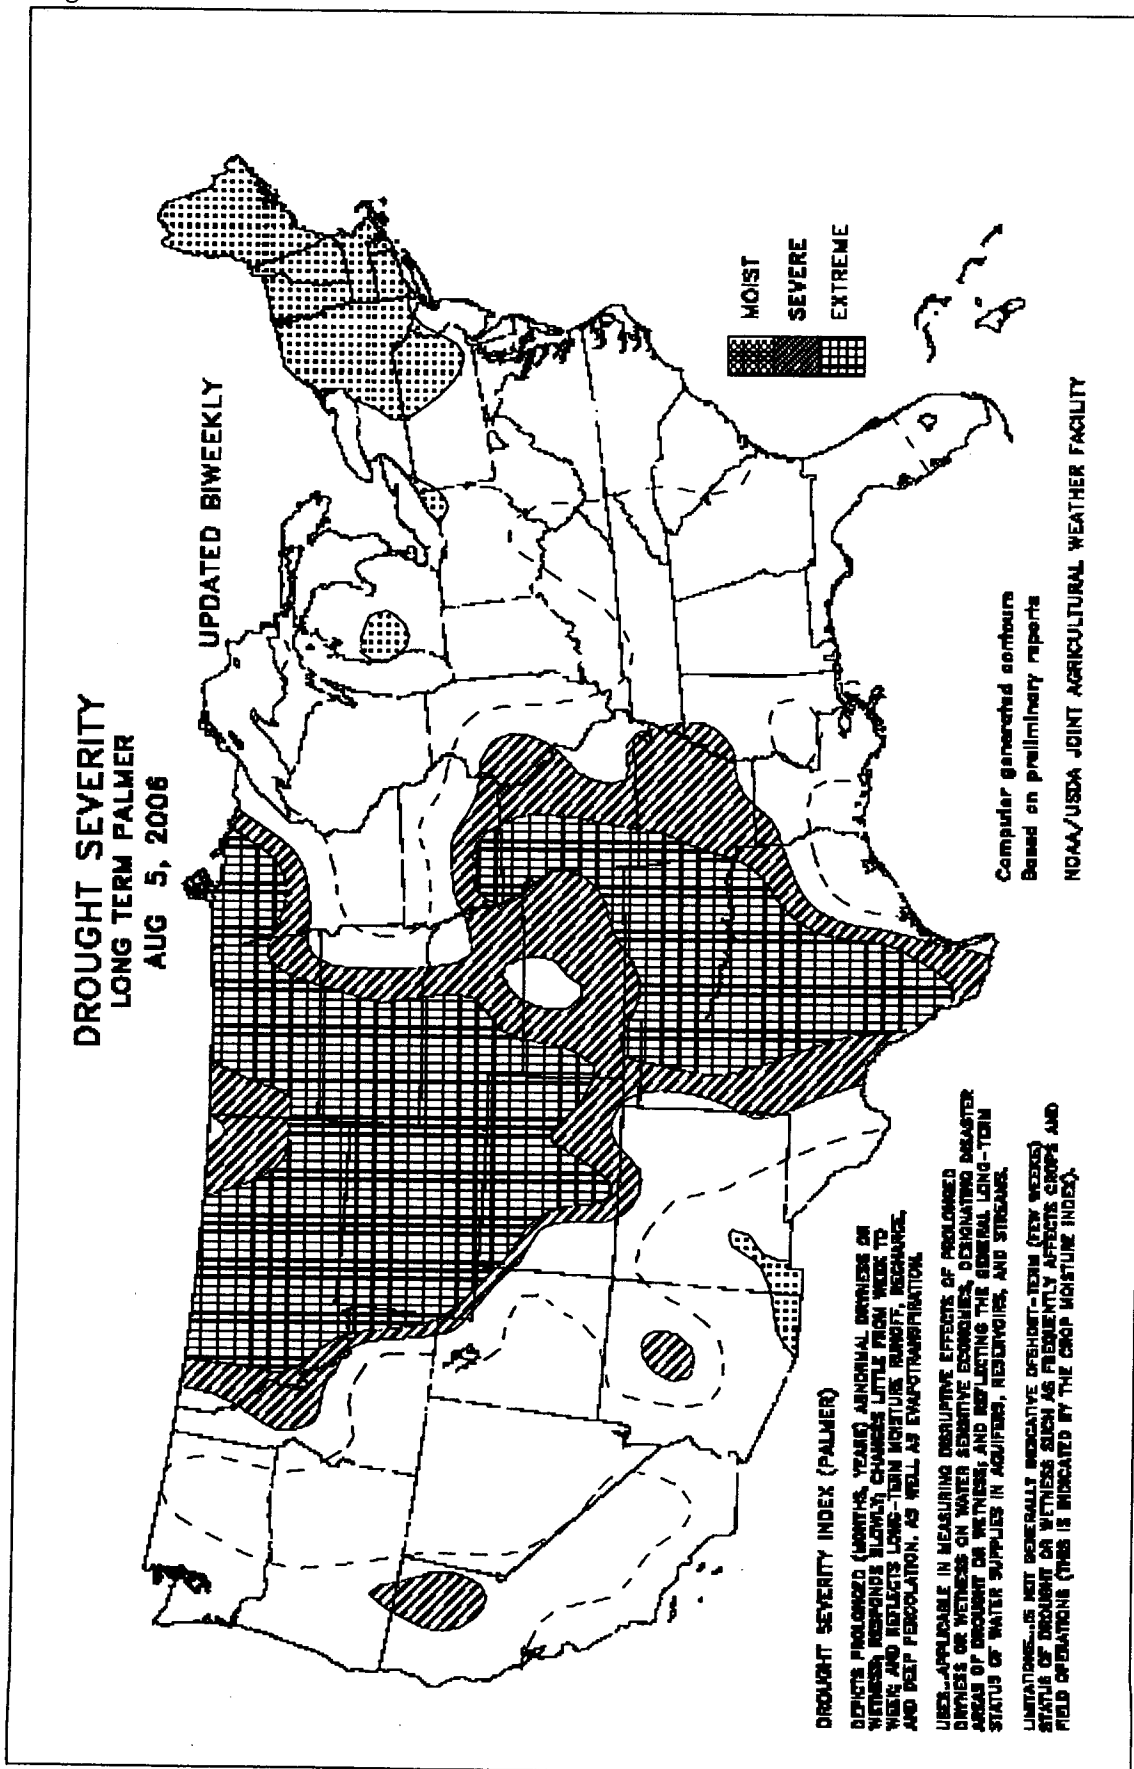 DROUGHT SEVERITY
LONG TERM PALMER
AUG 5, 2006
UPDATED BIWEEKLY
MOIST
SEVERE
EXTREME
DROUGHT SEVERITY INDEX (PALMER)
DEPICTS PROLONGED (MONTHS, YEARS) ABNORMAL DRYNESS OR
WETNESS; RESPONDS SLOWLY; CHANGES LITTLE FROM WEEK TO
WEEK; AND REFLECTS LONG-TERM MOISTURE RUNOFF, RECHARGE,
AND DEEP PERCOLATION, AS WELL AS EVAPOTRANSPIRATION.
USES...APPLICABLE IN MEASURING DISRUPTIVE EFFECTS OF PROLONGED
DRYNESS OR WETNESS ON WATER SENSITIVE ECONOMIES, DESIGNATING DISASTER
AREAS OF DROUGHT OR WETNESS; AND REFLECTING THE GENERAL LONG-TERM
STATUS OF WATER SUPPLIES IN AQUIFERS, RESERVOIRS, AND STREAMS.
LIMITATIONS...IS NOT GENERALLY INDICATIVE OF SHORT-TERM (FEW WEEKS)
STATUS OF DROUGHT OR WETNESS SUCH AS FREQUENTLY AFFECTS CROPS AND
FIELD OPERATIONS (THIS IS INDICATED BY THE CROP MOISTURE INDEX).
Computer generated contours
Based on preliminary reports
NOAA/USDA JOINT AGRICULTURAL WEATHER FACILITY